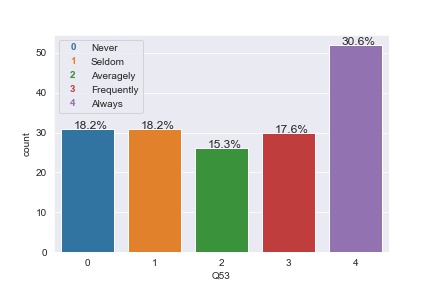 30.6%
0 Never
1 Seldom
2 Averagely
3 Frequently
4 Always
18.2% 18.2% 15.3% 17.6%
50
40
30
20
10
0
count
0 1 2 3 4
Q53